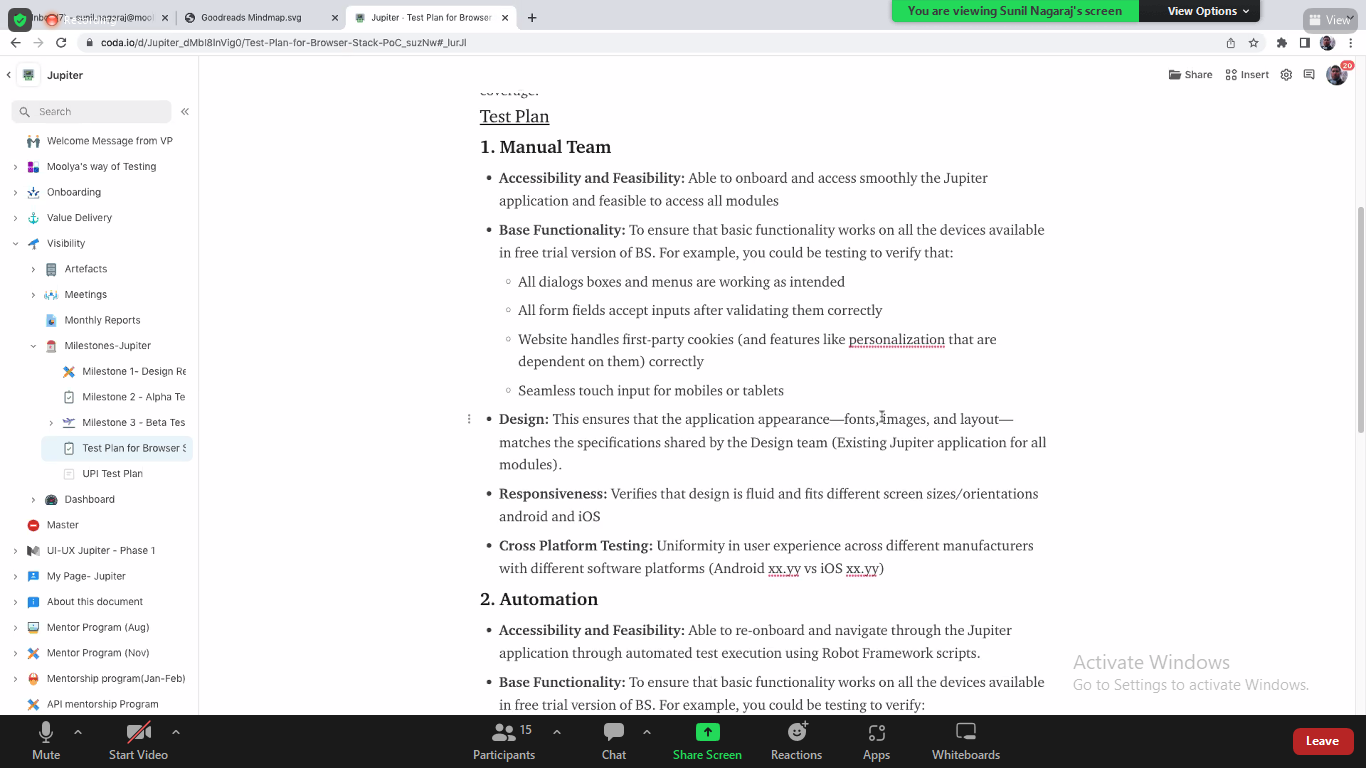 Goodreads Mindmap.svg
Jupiter - Test Plan for Browser
You are viewing Sunil Nagaraj's screen
View Options
View
coda.io/d/Jupiter_dMbl8lnVig0/Test-Plan-for-Browser-Stack-PoC_suzNw#_lurJl
Jupiter
Share
Insert
20
Search
Welcome Message from VP
Moolya's way of Testing
Onboarding
Value Delivery
Visibility
Artefacts
Meetings
Monthly Reports
Milestones-Jupiter
Milestone 1- Design Re
Milestone 2 - Alpha Te
Milestone 3 - Beta Tes
Test Plan for Browser S
UPI Test Plan
Dashboard
Master
UI-UX Jupiter - Phase 1
My Page- Jupiter
About this document
Mentor Program (Aug)
Mentor Program (Nov)
Mentorship program(Jan-Feb)
API mentorship Program
coverage.
Test Plan
1. Manual Team
• Accessibility and Feasibility: Able to onboard and access smoothly the Jupiter
application and feasible to access all modules
• Base Functionality: To ensure that basic functionality works on all the devices available
in free trial version of BS. For example, you could be testing to verify that:
◦ All dialogs boxes and menus are working as intended
◦ All form fields accept inputs after validating them correctly
◦ Website handles first-party cookies (and features like personalization that are
dependent on them) correctly
◦ Seamless touch input for mobiles or tablets
• Design: This ensures that the application appearance—fonts, images, and layout—
matches the specifications shared by the Design team (Existing Jupiter application for all
modules).
• Responsiveness: Verifies that design is fluid and fits different screen sizes/orientations
android and iOS
• Cross Platform Testing: Uniformity in user experience across different manufacturers
with different software platforms (Android xx.yy vs iOS xx.yy)
2. Automation
• Accessibility and Feasibility: Able to re-onboard and navigate through the Jupiter
application through automated test execution using Robot Framework scripts.
• Base Functionality: To ensure that basic functionality works on all the devices available
in free trial version of BS. For example, you could be testing to verify:
Activate Windows
Go to Settings to activate Windows.
Mute
Start Video
15
Participants
Chat
Share Screen
Reactions
Apps
Whiteboards
Leave